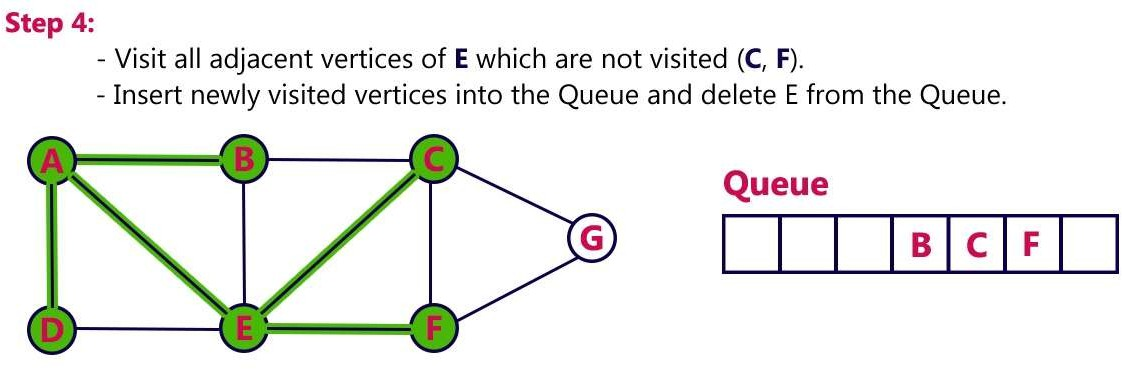 Step 4:
- Visit all adjacent vertices of E which are not visited (C, F).
- Insert newly visited vertices into the Queue and delete E from the Queue.
A B C
G
D E F
Queue
B C F